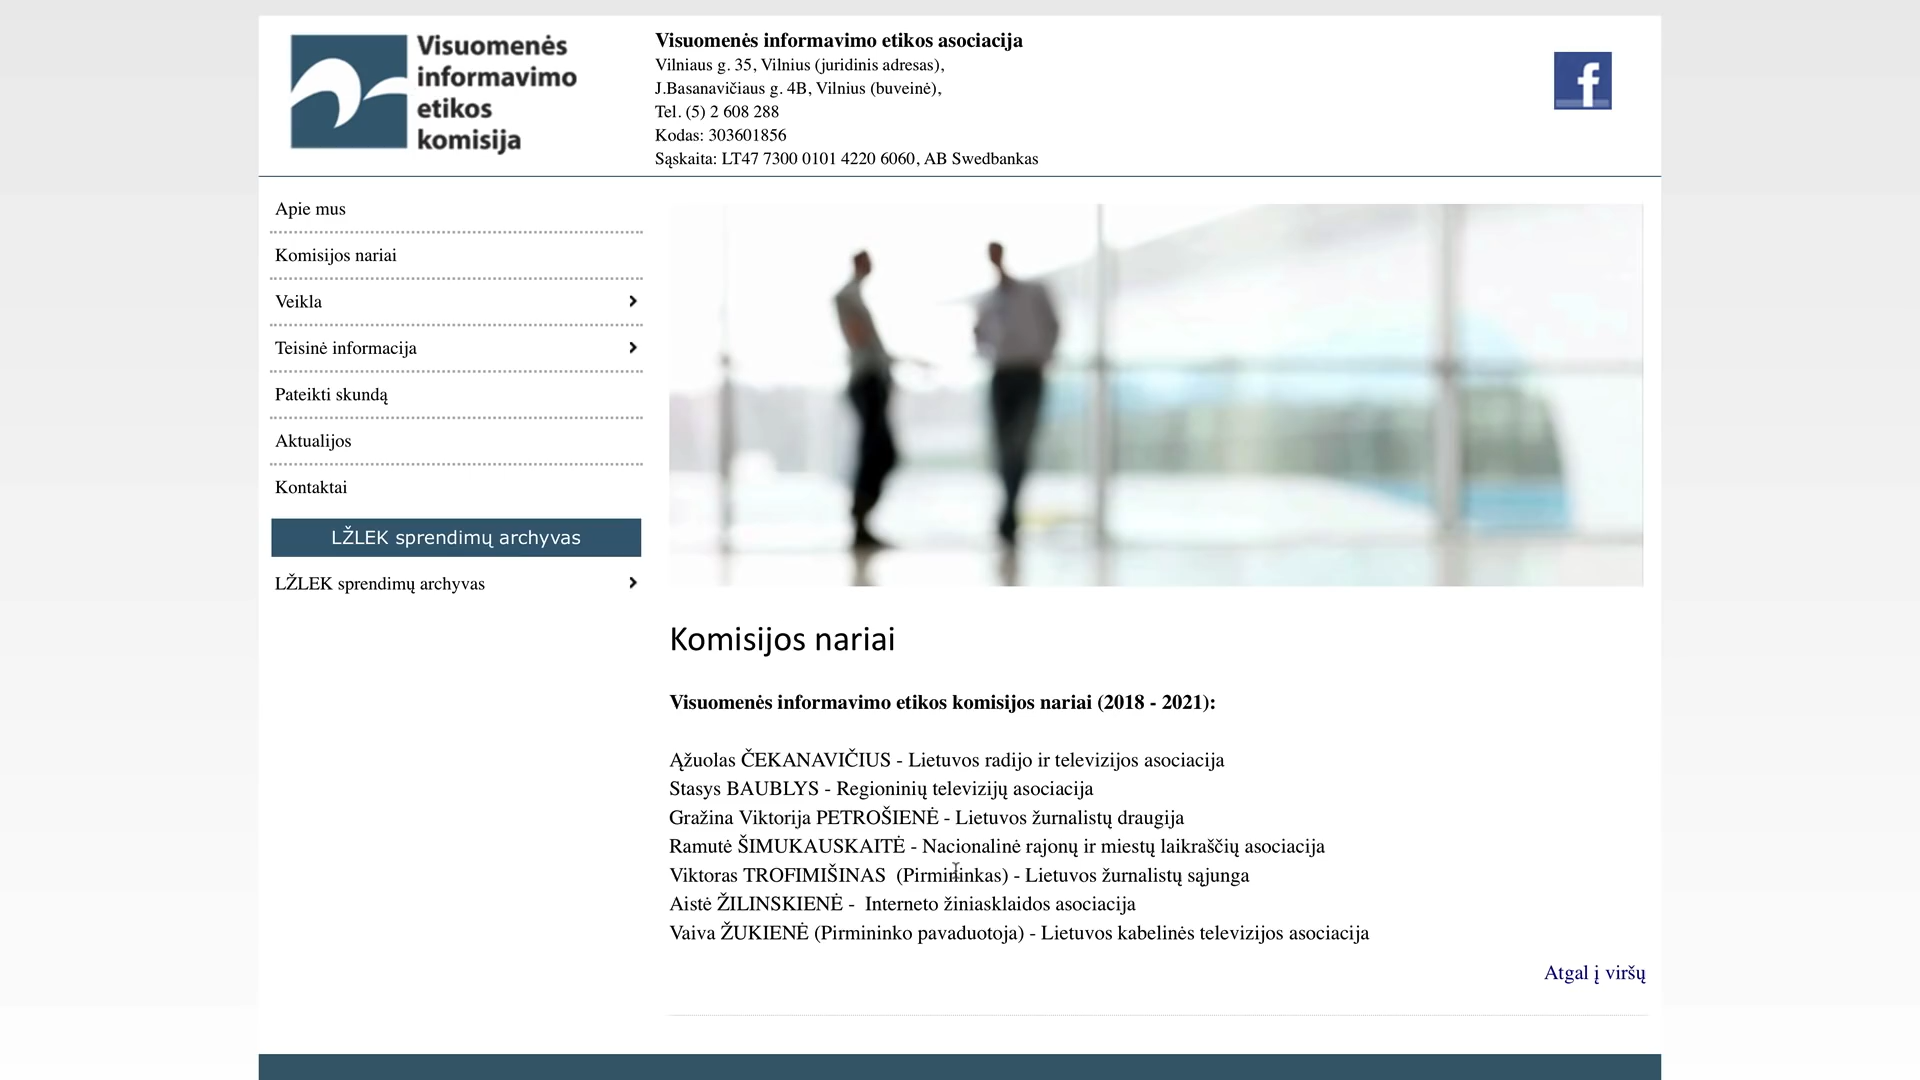 Visuomenės
informavimo
etikos
komisija
Visuomenės informavimo etikos asociacija
Vilniaus g. 35, Vilnius (juridinis adresas),
J.Basanavičiaus g. 4B, Vilnius (buveinė),
Tel. (5) 2 608 288
Kodas: 303601856
Sąskaita: LT47 7300 0101 4220 6060, AB Swedbankas
f
Apie mus
Komisijos nariai
Veikla
Teisinė informacija
Pateikti skundą
Aktualijos
Kontaktai
LŽLEK sprendimų archyvas
LŽLEK sprendimų archyvas
Komisijos nariai
Visuomenės informavimo etikos komisijos nariai (2018 - 2021):
Ąžuolas ČEKANAVIČIUS - Lietuvos radijo ir televizijos asociacija
Stasys BAUBLYS - Regioninių televizijų asociacija
Gražina Viktorija PETROŠIENĖ - Lietuvos žurnalistų draugija
Ramutė ŠIMUKAUSKAITĖ - Nacionalinė rajonų ir miestų laikraščių asociacija
Viktoras TROFIMIŠINAS (Pirmininkas) - Lietuvos žurnalistų sąjunga
Aistė ŽILINSKIENĖ - Interneto žiniasklaidos asociacija
Vaiva ŽUKIENĖ (Pirmininko pavaduotoja) - Lietuvos kabelinės televizijos asociacija
Atgal į viršų